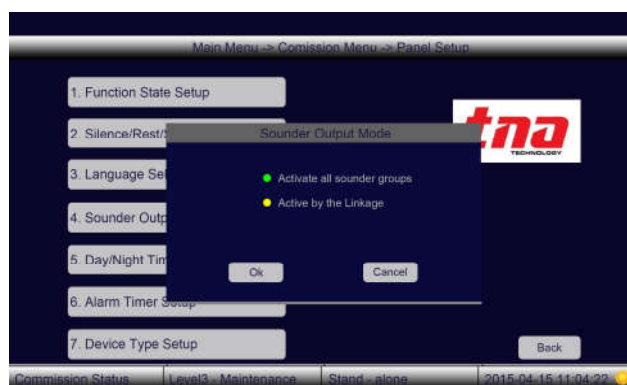 Main Menu -> Comission Menu -> Panel Setup
1. Function State Setup
2. Silence/Rest/
Sounder Output Mode
tna
TECHNOLOGY
3. Language Sel
Activate all sounder groups
Active by the Linkage
4. Sounder Outp
5. Day/Night Tim
Ok
Cancel
6. Alarm Timer Setup
7. Device Type Setup
Back
Commission Status
Level3 - Maintenance
Stand - alone
2015-04-15 11:04:22